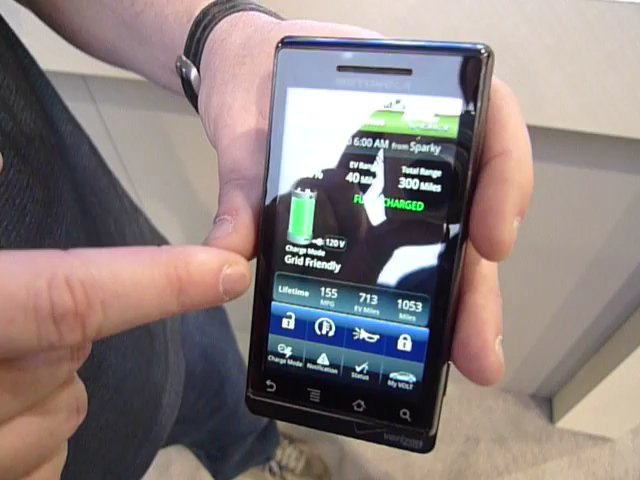 MOTOROLA
6:00 AM from Sparky
EV Range
Total Range
40 Miles
300 Miles
CHARGED
120 V
Charge Mode
Grid Friendly
Lifetime
155
713
1053
MPG
EV Miles
Miles
Charge Mode
Notification
Status
My VOLT
verizon